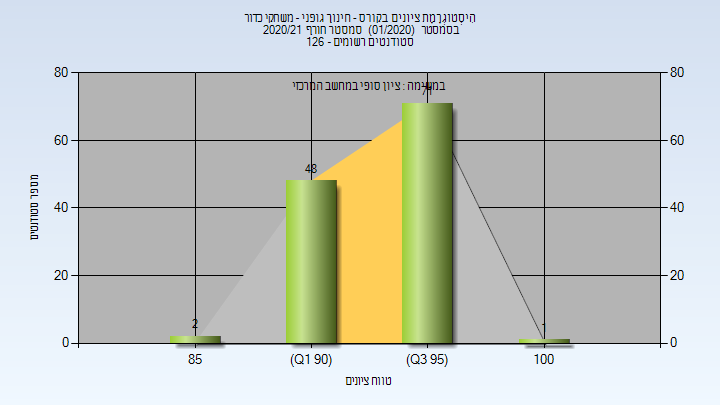 היסטוגרמת ציונים בקורס - חינוך גופני - משחקי כדור
בסמסטר (01/2020) סמסטר חורף 2020/21
סטודנטים רשומים - 126
במשימה : ציון סופי במחשב המרכזי
80
60
40
20
0
80
60
40
20
0
מספר סטודנטים
2
48
71
1
85
(Q1 90)
(Q3 95)
100
טווח ציונים